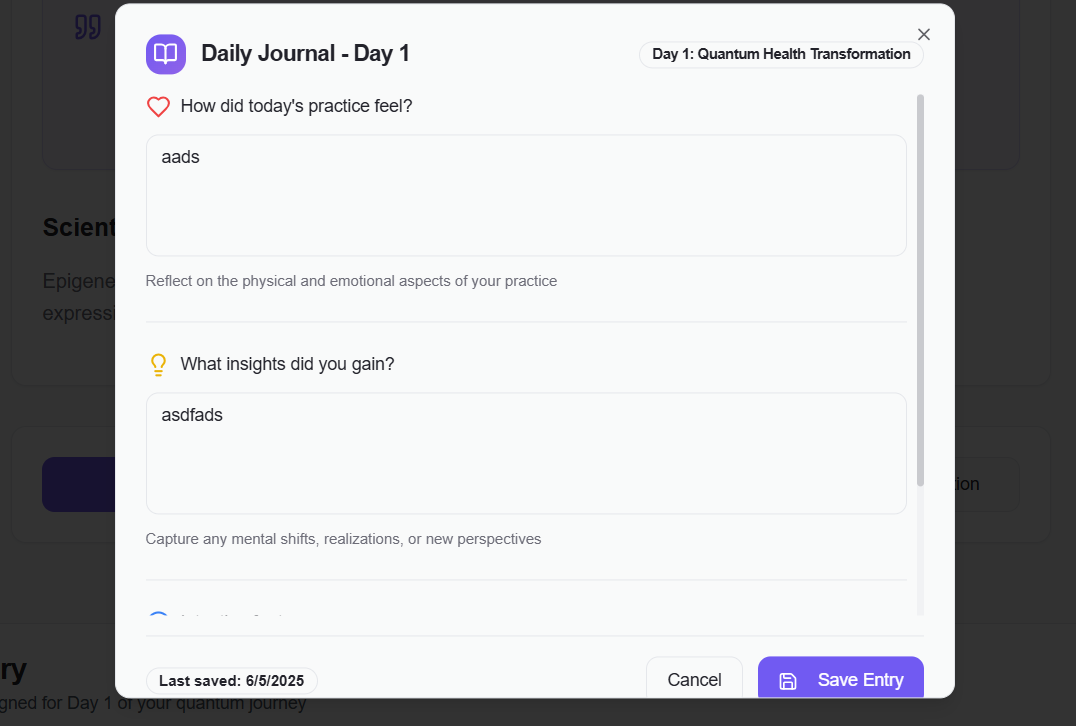 Daily Journal - Day 1
Day 1: Quantum Health Transformation
How did today's practice feel?
aads
Reflect on the physical and emotional aspects of your practice
What insights did you gain?
asdfads
Capture any mental shifts, realizations, or new perspectives
Last saved: 6/5/2025
Cancel
Save Entry
Scient
Epigene
expressi
tion
ry
gned for Day 1 of your quantum journey